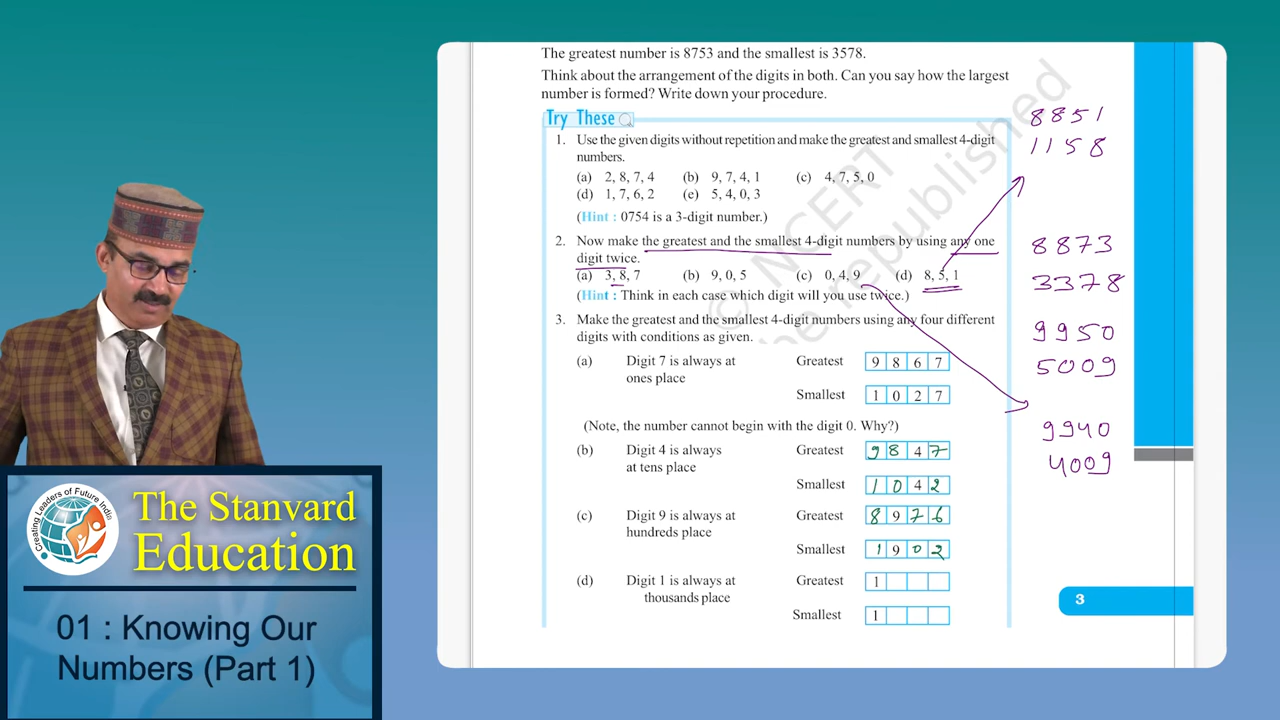 The greatest number is 8753 and the smallest is 3578.
Think about the arrangement of the digits in both. Can you say how the largest
number is formed? Write down your procedure.
Try These
1. Use the given digits without repetition and make the greatest and smallest 4-digit
numbers.
(a) 2, 8, 7, 4 (b) 9, 7, 4, 1 (c) 4, 7, 5, 0
(d) 1, 7, 6, 2 (e) 5, 4, 0, 3
(Hint : 0754 is a 3-digit number.)
2. Now make the greatest and the smallest 4-digit numbers by using any one
digit twice.
(a) 3, 8, 7 (b) 9, 0, 5 (c) 0, 4, 9 (d) 8, 5, 1
(Hint : Think in each case which digit will you use twice.)
3. Make the greatest and the smallest 4-digit numbers using any four different
digits with conditions as given.
(a) Digit 7 is always at Greatest 9 8 6 7
ones place
Smallest 1 0 2 7
(Note, the number cannot begin with the digit 0. Why?)
(b) Digit 4 is always Greatest 9 8 4 7
at tens place
Smallest 1 0 4 2
(c) Digit 9 is always at Greatest 8 9 7 6
hundreds place
Smallest 1 9 0 2
(d) Digit 1 is always at Greatest 1
thousands place
Smallest 1
8851
1158
8873
3378
9950
5009
9940
4009
3
© NCERT
be republished
Creating Leaders of Future India
The Stanvard
Education
01 : Knowing Our
Numbers (Part 1)